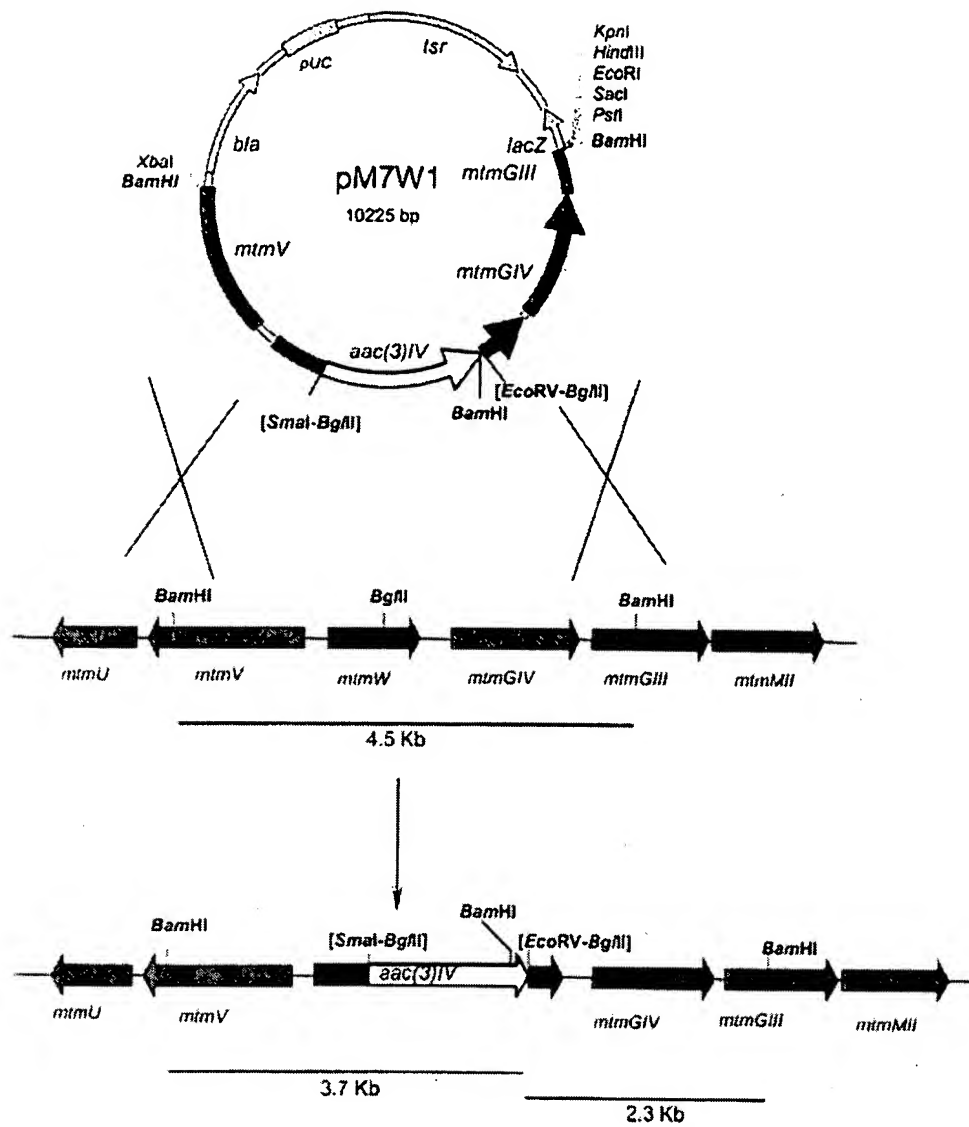 KpnI
HindIII
EcoRI
SacI
PstI
BamHI
tsr
pUC
bla
lacZ
XbaI
BamHI
pM7W1
10225 bp
mtmGIII
mtmV
mtmGIV
aac(3)IV
[EcoRV-BglII]
BamHI
[SmaI-BglII]
BamHI
BglII
BamHI
mtmU
mtmV
mtmW
mtmGIV
mtmGIII
mtmMII
4.5 Kb
BamHI
BamHI
[SmaI-BglII]
[EcoRV-BglII]
BamHI
aac(3)IV
mtmU
mtmV
mtmGIV
mtmGIII
mtmMII
3.7 Kb
2.3 Kb